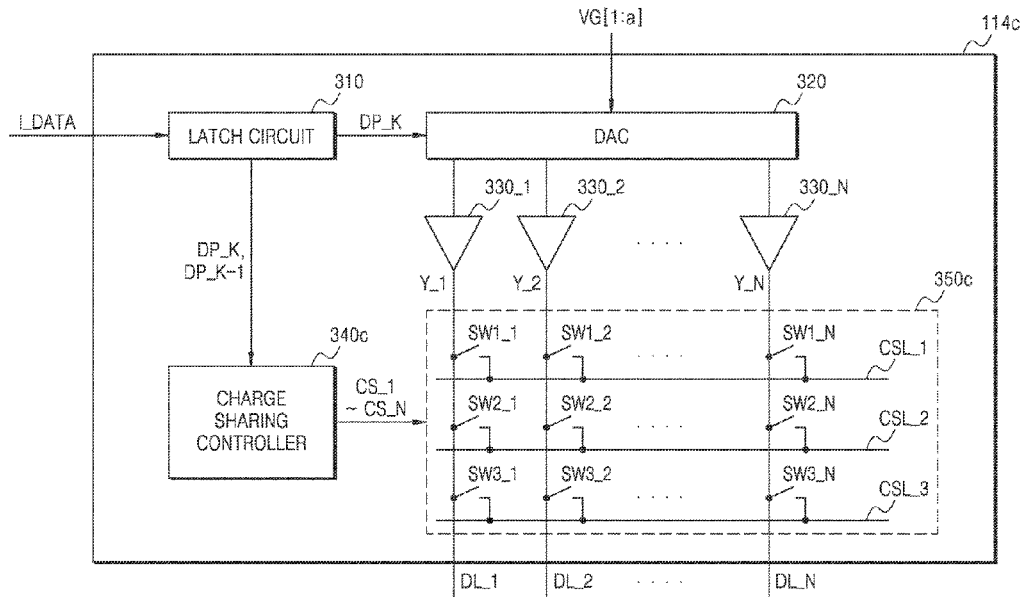 VG[1:a]
114c
310
320
I_DATA
LATCH CIRCUIT
DP_K
DAC
330_1
330_2
330_N
DP_K,
DP_K-1
Y_1
Y_2
Y_N
350c
340c
SW1_1
SW1_2
SW1_N
CSL_1
CHARGE
SHARING
CONTROLLER
CS_1
~ CS_N
SW2_1
SW2_2
SW2_N
CSL_2
SW3_1
SW3_2
SW3_N
CSL_3
DL_1
DL_2
DL_N